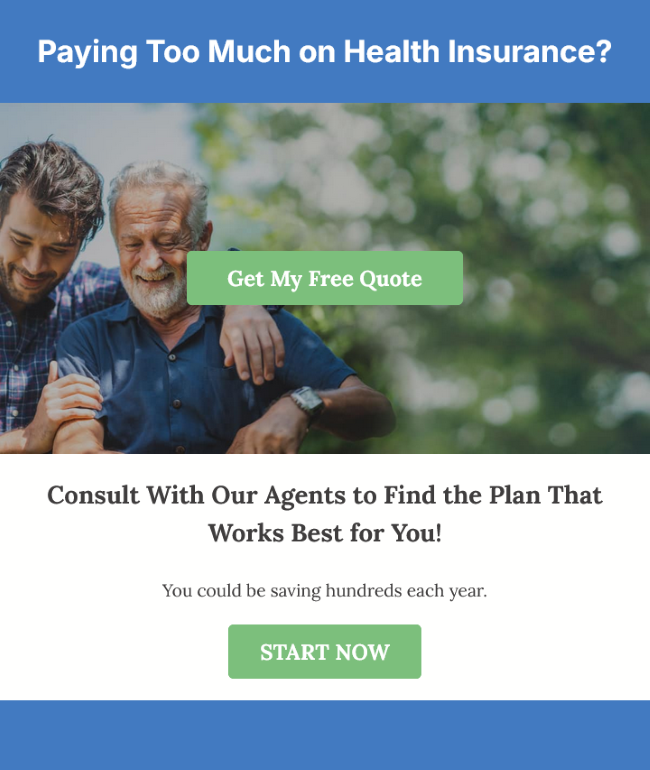 Paying Too Much on Health Insurance?
Get My Free Quote
Consult With Our Agents to Find the Plan That
Works Best for You!
You could be saving hundreds each year.
START NOW